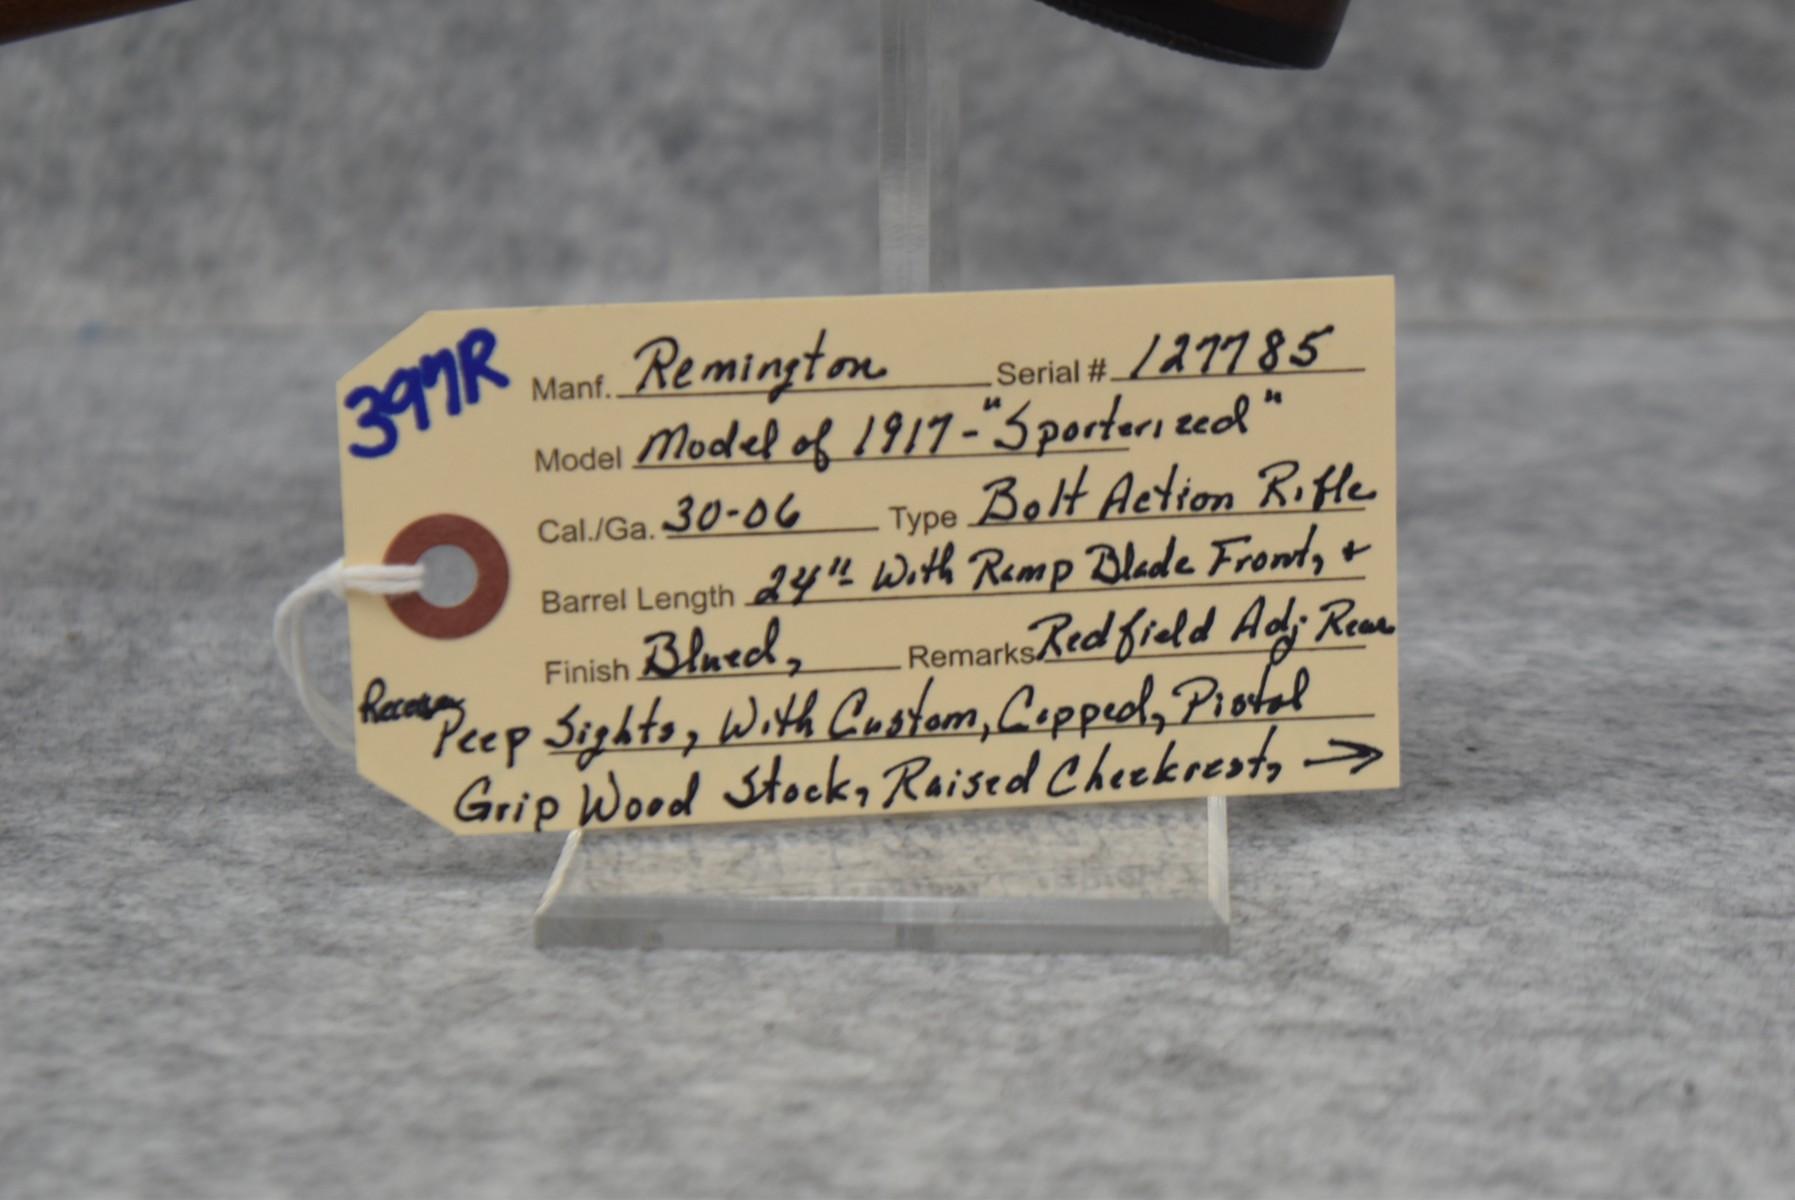 397R
Manf. Remington Serial # 127785
Model Model of 1917-"Sporterized"
Cal./Ga. 30-06 Type Bolt Action Rifle
Barrel Length 24"- With Ramp Blade Front, +
Finish Blued, Remarks Redfield Adj Rear
Peep Sights, With Custom, Capped, Pistol
Grip Wood Stock, Raised Cheekrest, →